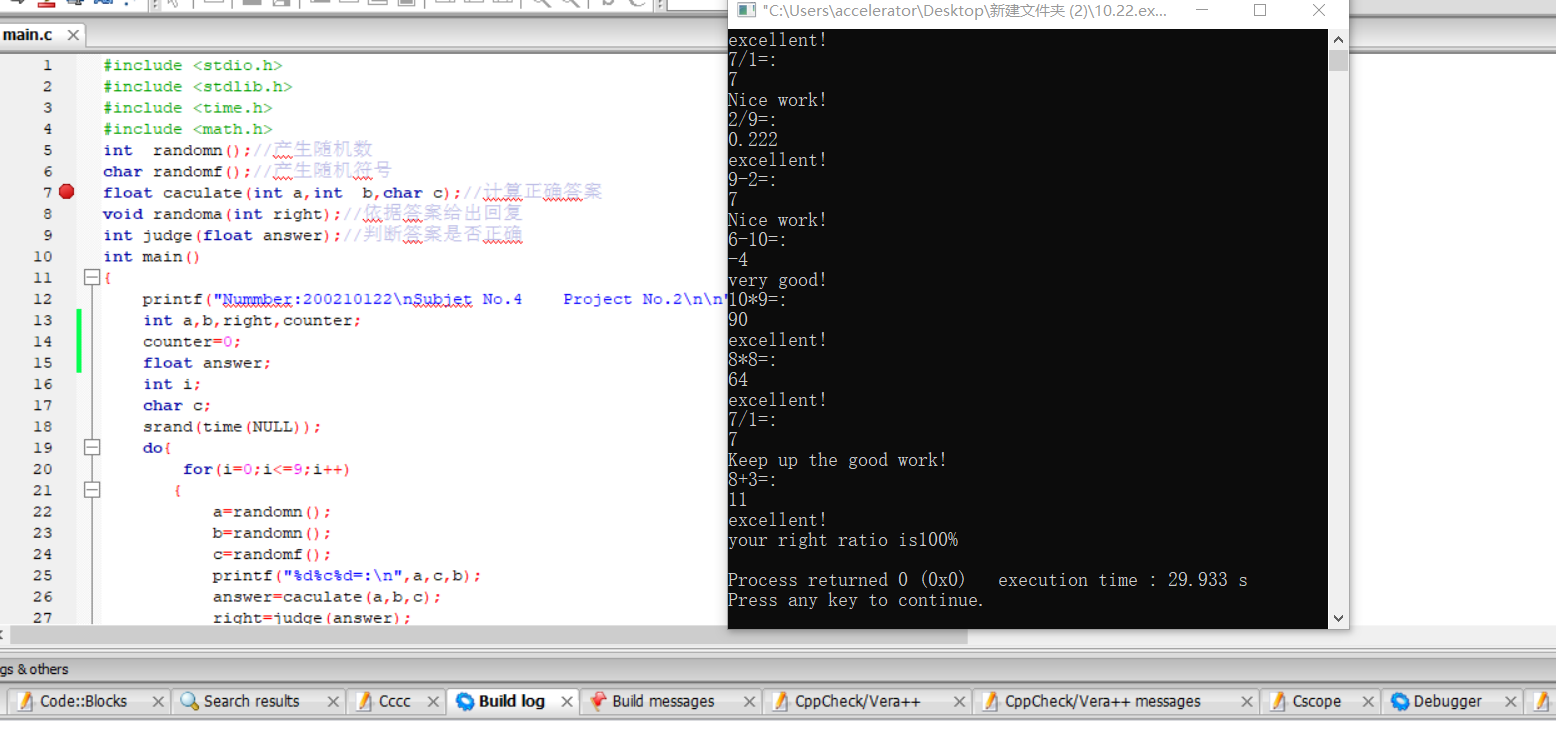 "C:\Users\accelerator\Desktop\新建文件夹 (2)\10.22.ex...
main.c
1 #include <stdio.h>
2 #include <stdlib.h>
3 #include <time.h>
4 #include <math.h>
5 int  randomn();//产生随机数
6 char randomf();//产生随机符号
7 float caculate(int a,int  b,char c);//计算正确答案
8 void randoma(int right);//依据答案给出回复
9 int judge(float answer);//判断答案是否正确
10 int main()
11 {
12 printf("Nummber:200210122\nSubjet No.4    Project No.2\n\n"
13 int a,b,right,counter;
14 counter=0;
15 float answer;
16 int i;
17 char c;
18 srand(time(NULL));
19 do{
20 for(i=0;i<=9;i++)
21 {
22 a=randomn();
23 b=randomn();
24 c=randomf();
25 printf("%d%c%d=:\n",a,c,b);
26 answer=caculate(a,b,c);
27 right=judge(answer);
excellent!
7/1=:
7
Nice work!
2/9=:
0.222
excellent!
9-2=:
7
Nice work!
6-10=:
-4
very good!
10*9=:
90
excellent!
8*8=:
64
excellent!
7/1=:
7
Keep up the good work!
8+3=:
11
excellent!
your right ratio is100%
Process returned 0 (0x0)   execution time : 29.933 s
Press any key to continue.
gs & others
Code::Blocks
Search results
Cccc
Build log
Build messages
CppCheck/Vera++
CppCheck/Vera++ messages
Cscope
Debugger